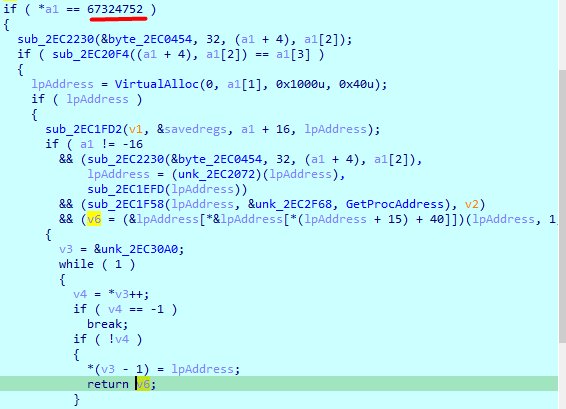 if ( *a1 == 67324752 )
{
sub_2EC2230(&byte_2EC0454, 32, (a1 + 4), a1[2]);
if ( sub_2EC20F4((a1 + 4), a1[2]) == a1[3] )
{
lpAddress = VirtualAlloc(0, a1[1], 0x1000u, 0x40u);
if ( lpAddress )
{
sub_2EC1FD2(v1, &savedregs, a1 + 16, lpAddress);
if ( a1 != -16
&& (sub_2EC2230(&byte_2EC0454, 32, (a1 + 4), a1[2]),
lpAddress = (unk_2EC2072)(lpAddress),
sub_2EC1EFD(lpAddress))
&& (sub_2EC1F58(lpAddress, &unk_2EC2F68, GetProcAddress), v2)
&& (v6 = (&lpAddress[*&lpAddress[*(lpAddress + 15) + 40]])(lpAddress, 1
{
v3 = &unk_2EC30A0;
while ( 1 )
{
v4 = *v3++;
if ( v4 == -1 )
break;
if ( !v4 )
{
*(v3 - 1) = lpAddress;
return v6;
}